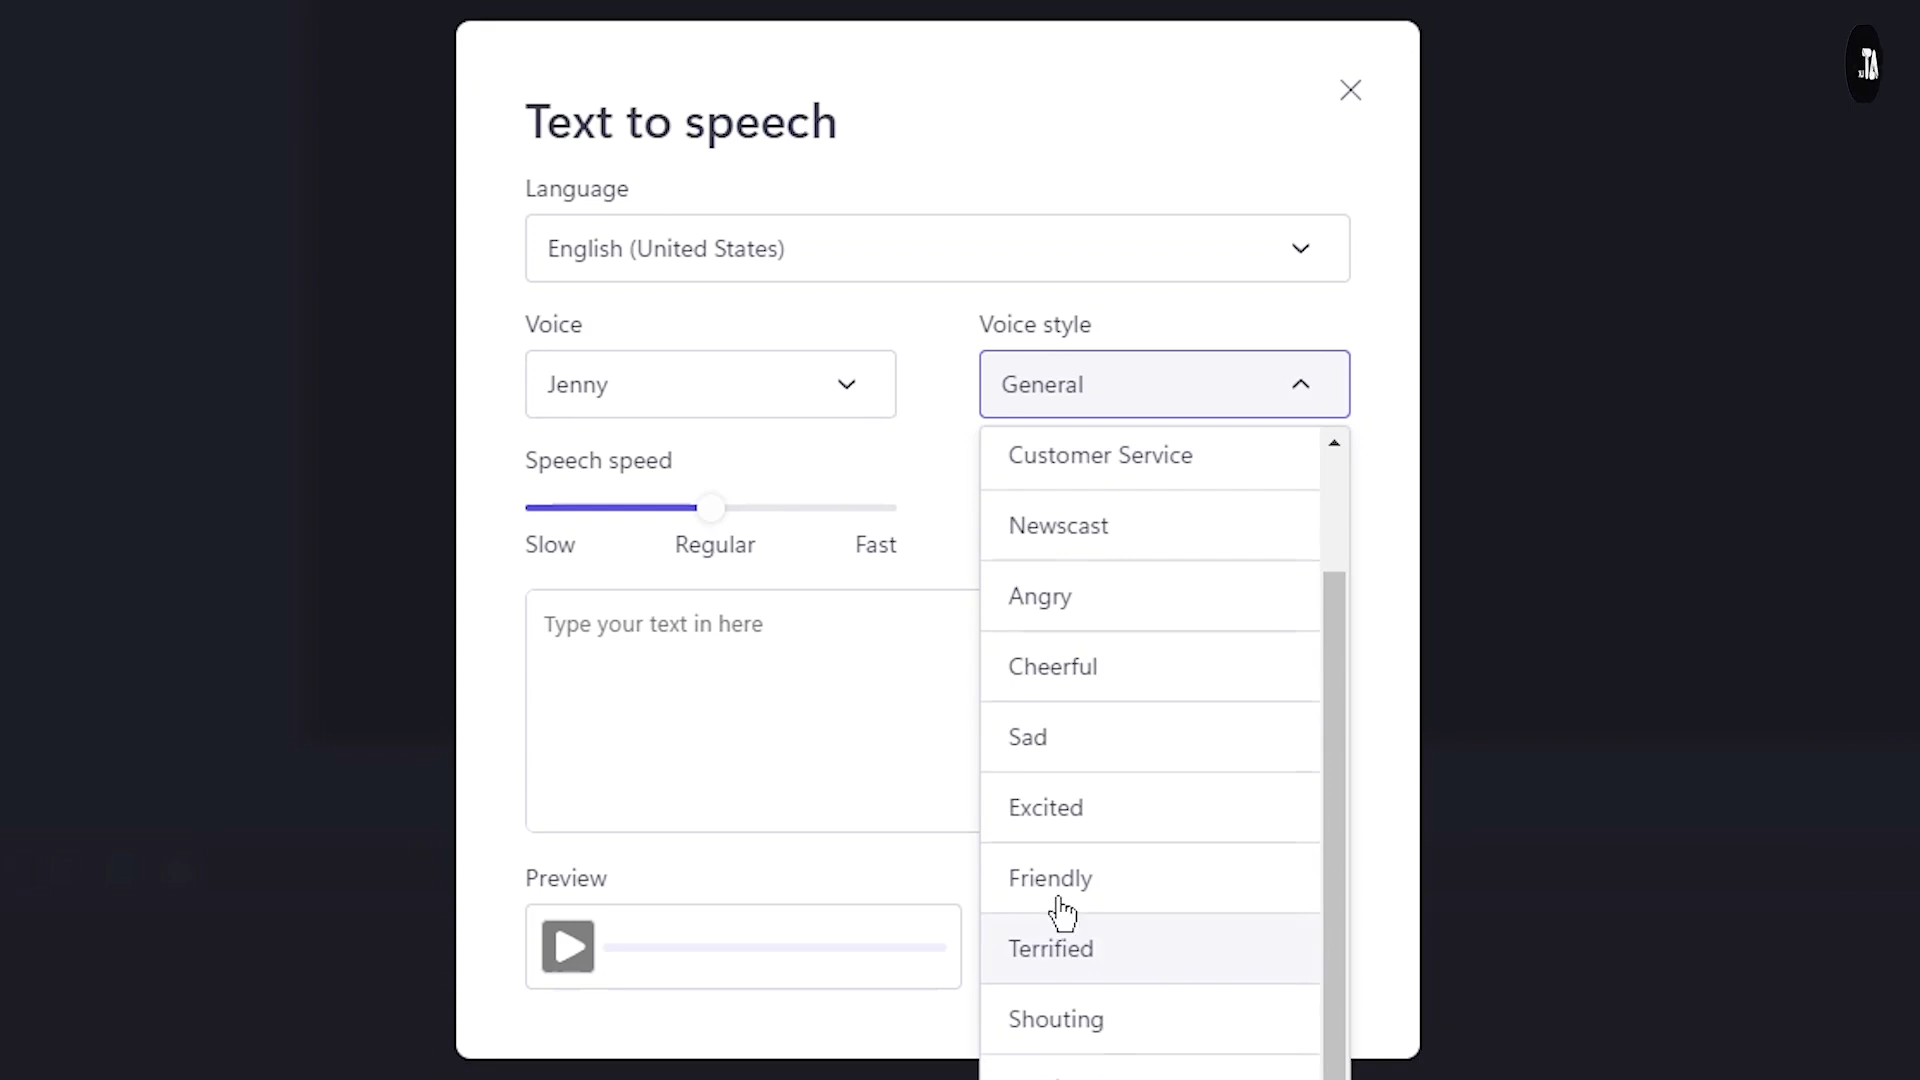 Text to speech
Language
English (United States)
Voice
Voice style
Jenny
General
Speech speed
Customer Service
Newscast
Slow
Regular
Fast
Angry
Type your text in here
Cheerful
Sad
Excited
Preview
Friendly
Terrified
Shouting